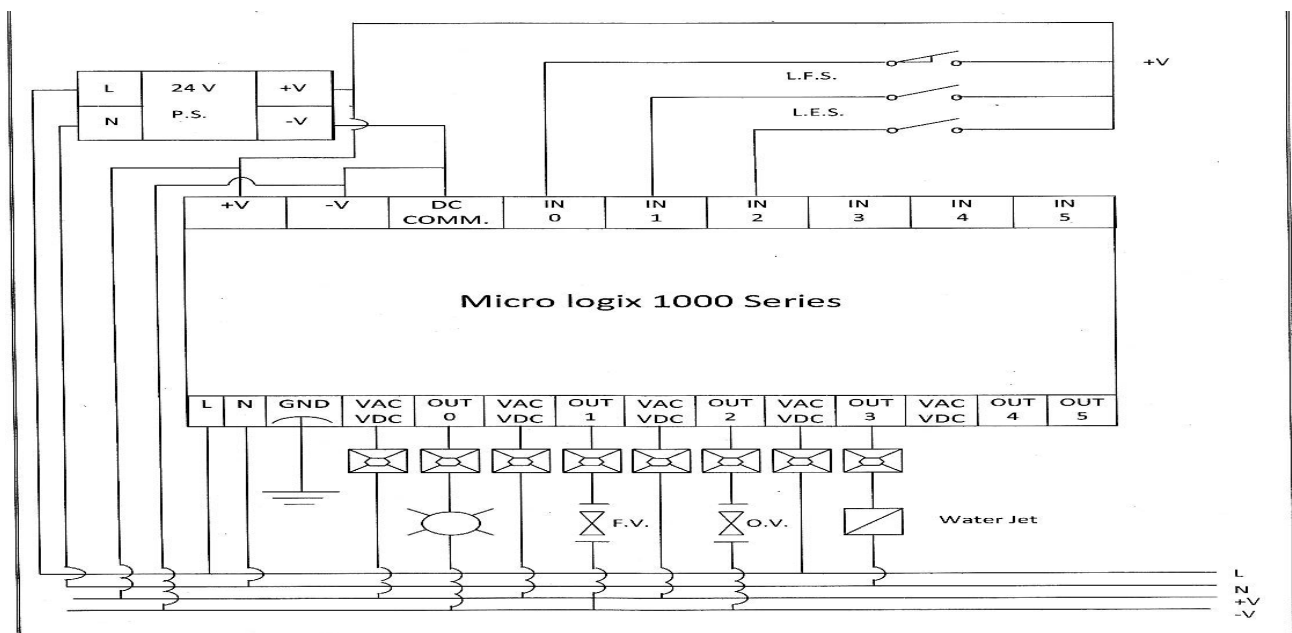 L 24 V +V
N P.S. -V
L.F.S.
+V
L.E.S.
+V -V DC COMM. IN 0 IN 1 IN 2 IN 3 IN 4 IN 5
Micro logix 1000 Series
L N GND VAC VDC OUT 0 VAC VDC OUT 1 VAC VDC OUT 2 VAC VDC OUT 3 VAC VDC OUT 4 OUT 5
F.V.
O.V.
Water Jet
L
N
+V
-V